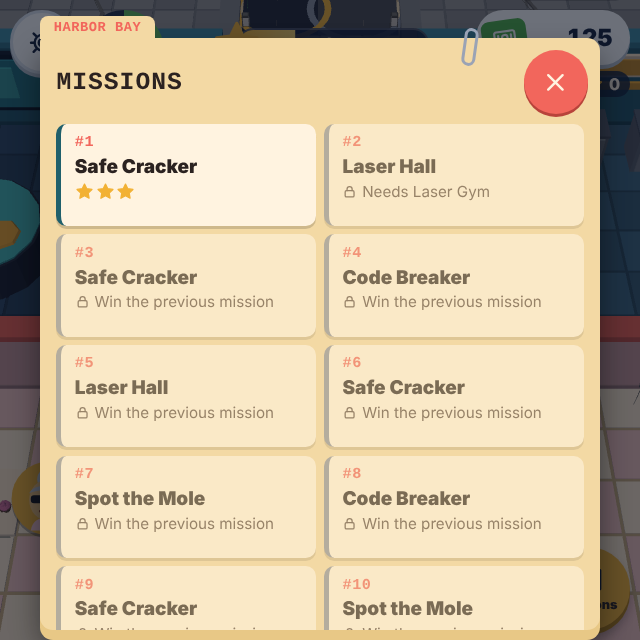 HARBOR BAY
125
MISSIONS
0
#1
Safe Cracker
#2
Laser Hall
Needs Laser Gym
#3
Safe Cracker
Win the previous mission
#4
Code Breaker
Win the previous mission
#5
Laser Hall
Win the previous mission
#6
Safe Cracker
Win the previous mission
#7
Spot the Mole
Win the previous mission
#8
Code Breaker
Win the previous mission
#9
Safe Cracker
#10
Spot the Mole